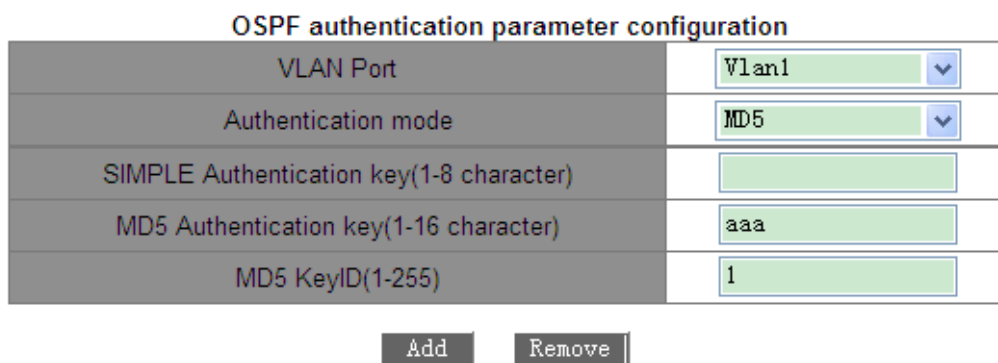 OSPF authentication parameter configuration
VLAN Port Vlan1
Authentication mode MD5
SIMPLE Authentication key(1-8 character)
MD5 Authentication key(1-16 character) aaa
MD5 KeyID(1-255) 1
Add Remove